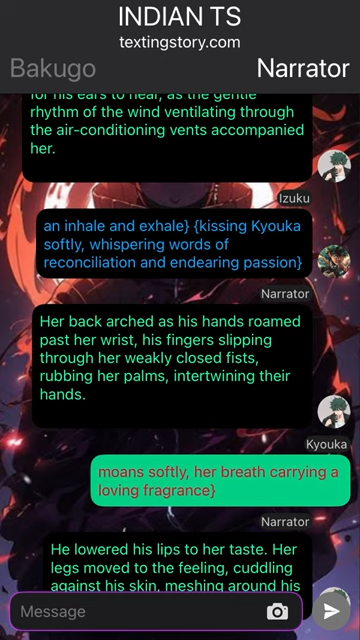 INDIAN TS
textingstory.com
Bakugo
Narrator
for his ears to hear, as the gentle
rhythm of the wind ventilating through
the air-conditioning vents accompanied
her.
Izuku
an inhale and exhale} {kissing Kyouka
softly, whispering words of
reconciliation and endearing passion}
Narrator
Her back arched as his hands roamed
past her wrist, his fingers slipping
through her weakly closed fists,
rubbing her palms, intertwining their
hands.
Kyouka
moans softly, her breath carrying a
loving fragrance}
Narrator
He lowered his lips to her taste. Her
legs moved to the feeling, cuddling
against his skin, meshing around his
Message